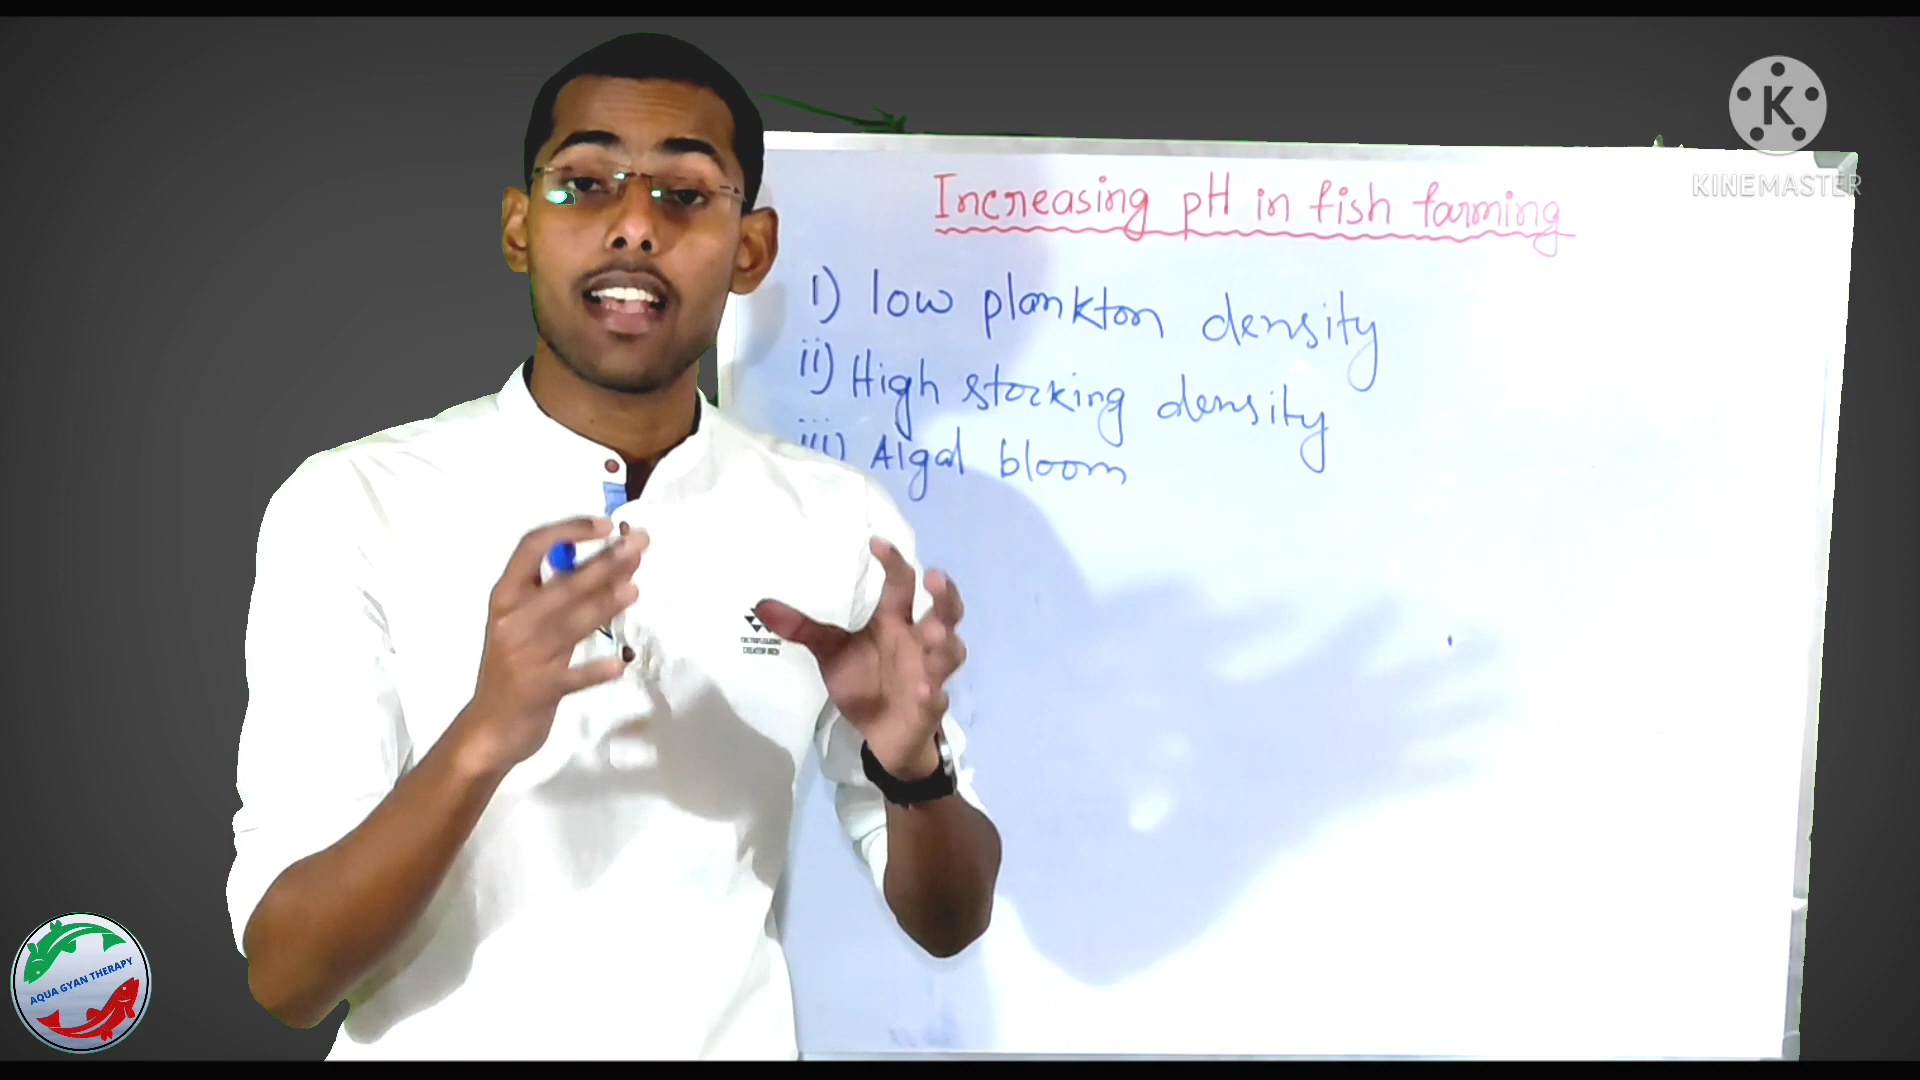 Increasing pH in fish farming
i) low plankton density
ii) High stocking density
iii) Algal bloom
K
KINEMASTER
AQUA GYAN THERAPY